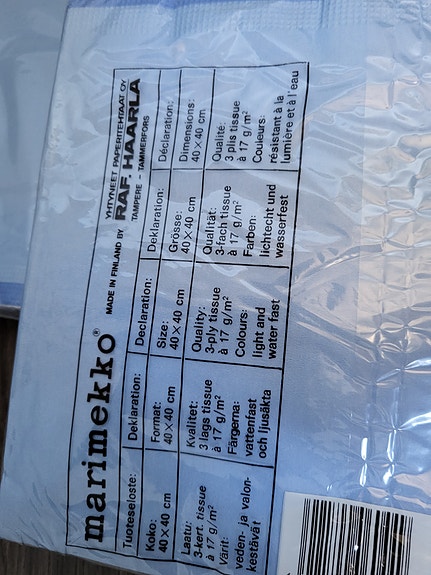 marimekko®
MADE IN FINLAND BY
YHTYNEET PAPERITEHTAAT OY
RAF. HAARLA
TAMPERE - TAMMERFORS
Tuoteseloste:
Koko:
40 × 40 cm
Laatu:
3-kert. tissue
à 17 g/m²
Värit:
veden- ja valon-
kestävät
Deklaration:
Format:
40 × 40 cm
Kvalitet:
3 lags tissue
à 17 g/m²
Färgerna:
vattenfast
och ljusäkta
Declaration:
Size:
40 × 40 cm
Quality:
3-ply tissue
à 17 g/m²
Colours:
light and
water fast
Deklaration:
Grösse:
40 × 40 cm
Qualität:
3-fach tissue
à 17 g/m²
Farben:
lichtecht und
wasserfest
Déclaration:
Dimensions:
40 × 40 cm
Qualité:
3 plis tissue
à 17 g/m²
Couleurs:
résistant à la
lumière et à l'eau